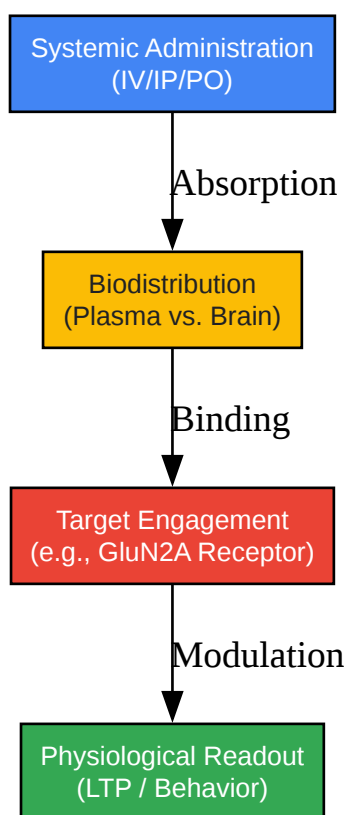 Systemic Administration
(IV/IP/PO)
Absorption
Biodistribution
(Plasma vs. Brain)
Binding
Target Engagement
(e.g., GluN2A Receptor)
Modulation
Physiological Readout
(LTP / Behavior)